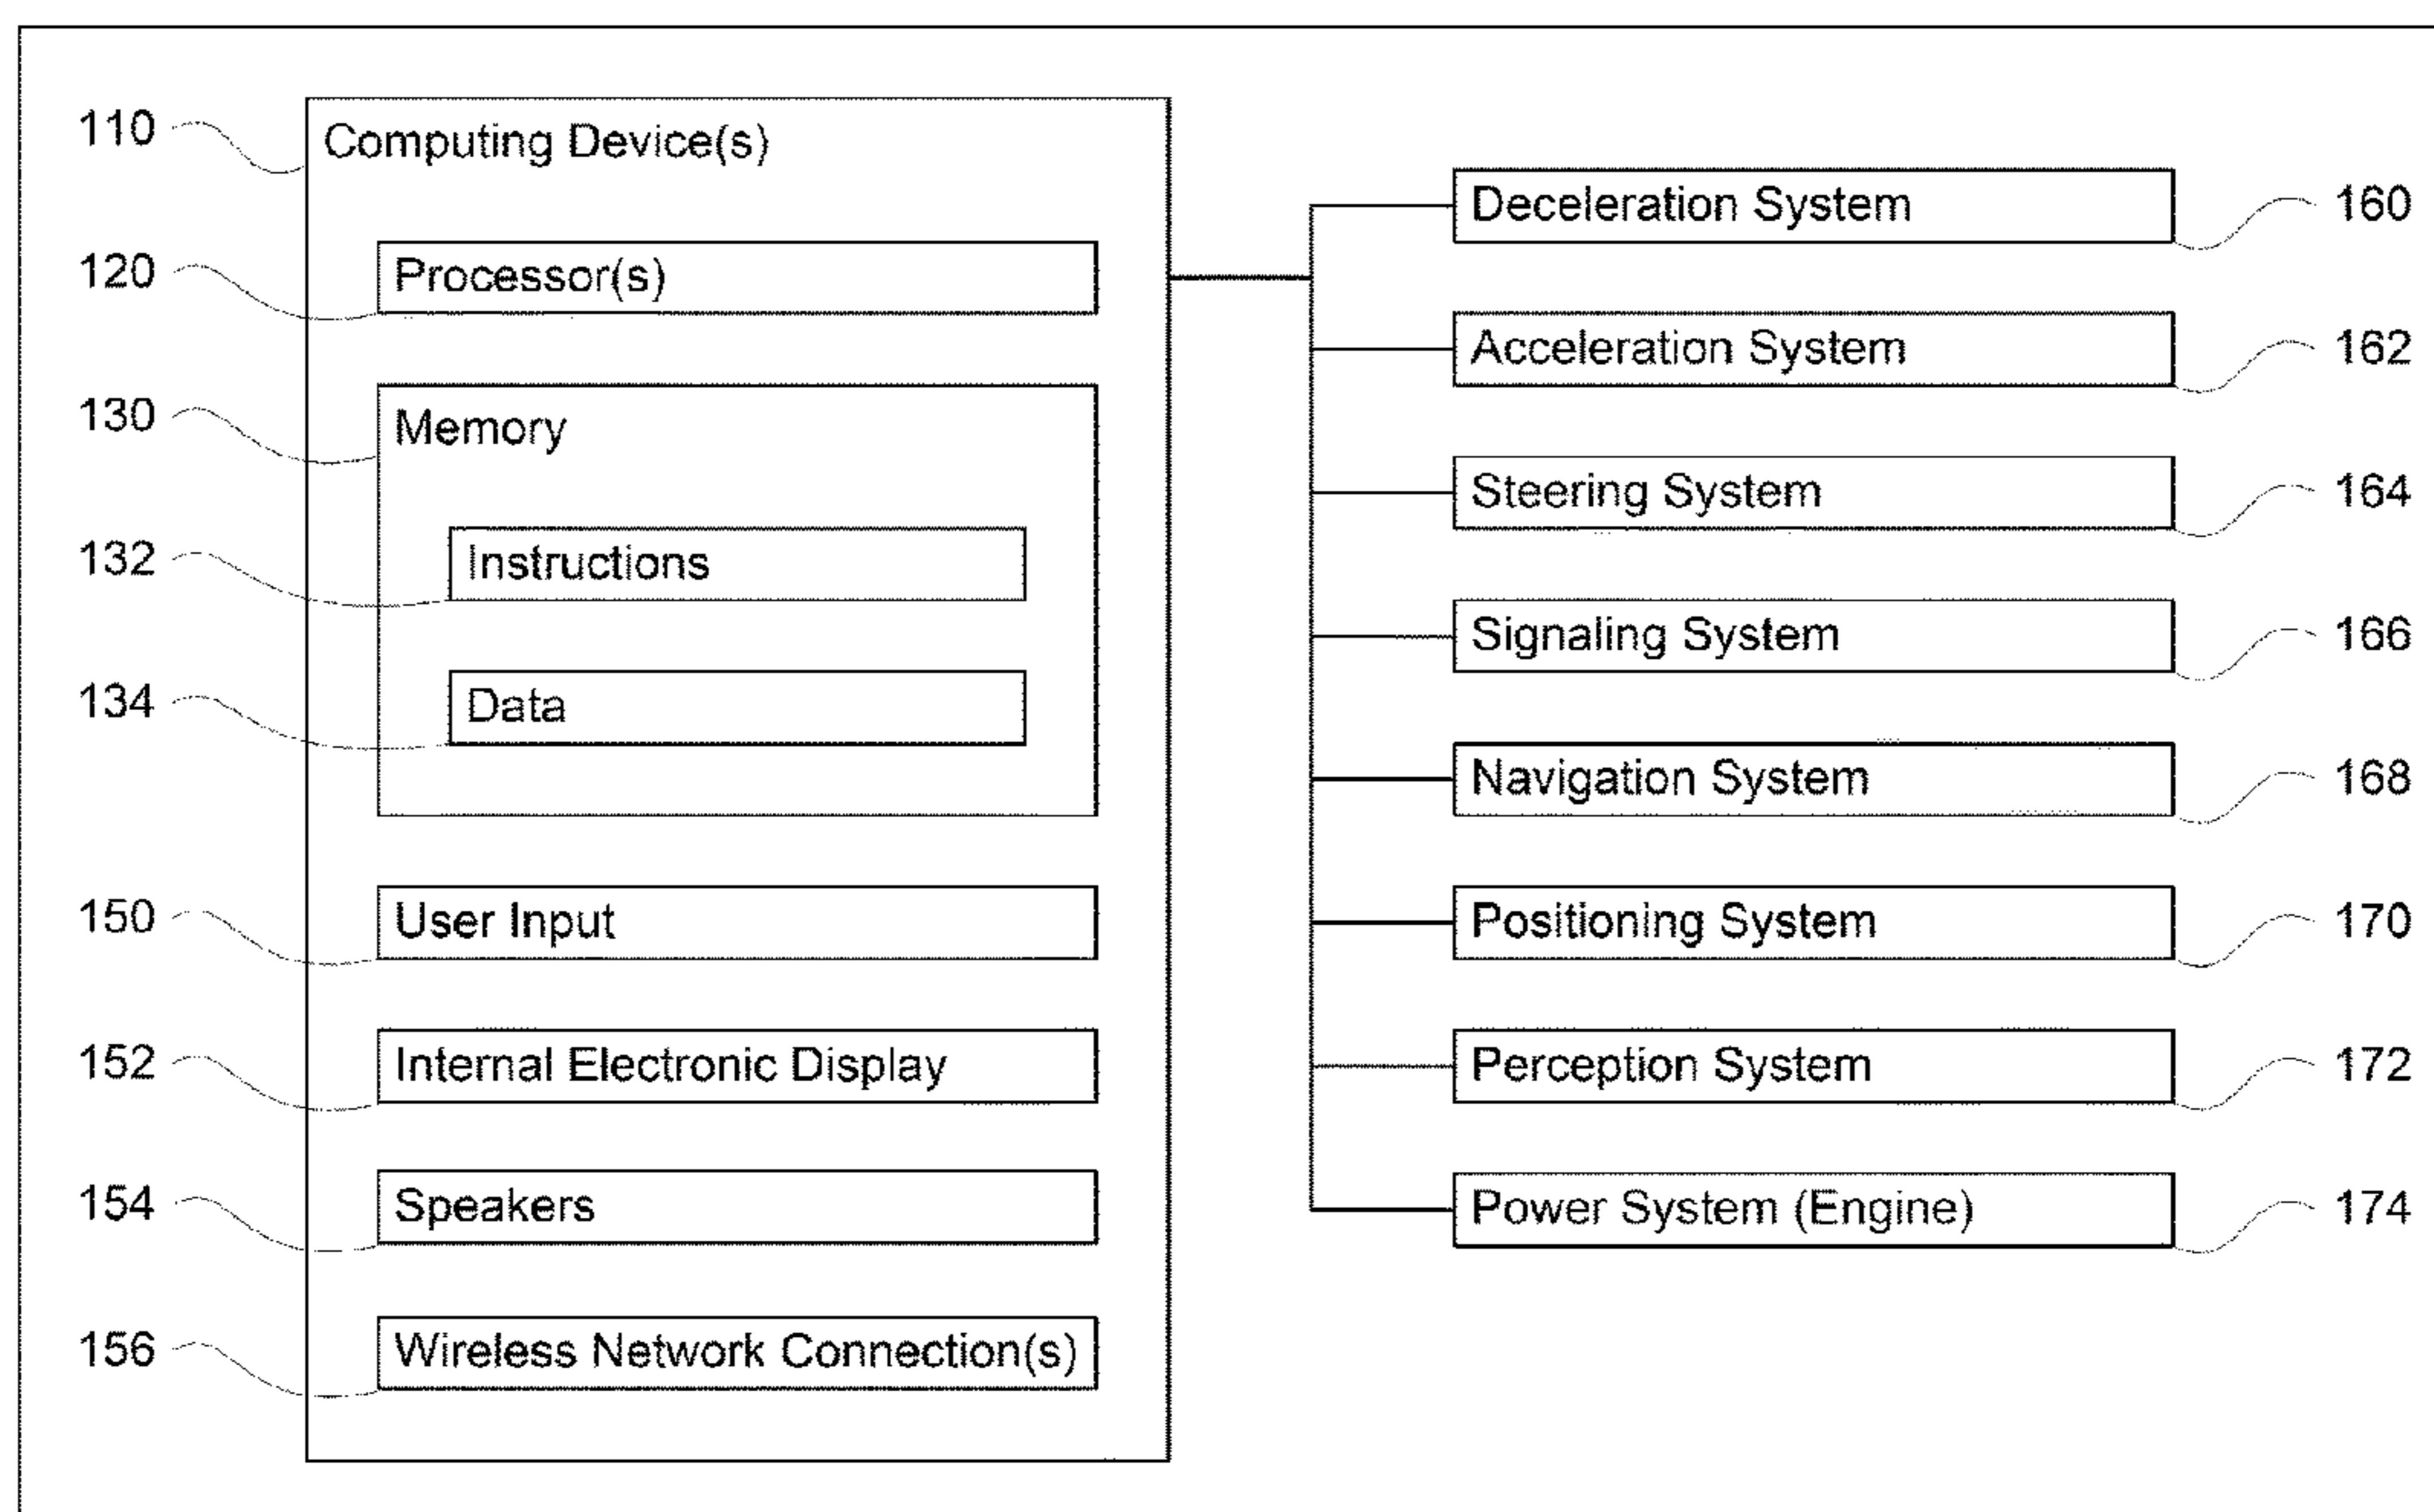 110 Computing Device(s)
120 Processor(s)
130 Memory
132 Instructions
134 Data
150 User Input
152 Internal Electronic Display
154 Speakers
156 Wireless Network Connection(s)
Deceleration System 160
Acceleration System 162
Steering System 164
Signaling System 166
Navigation System 168
Positioning System 170
Perception System 172
Power System (Engine) 174